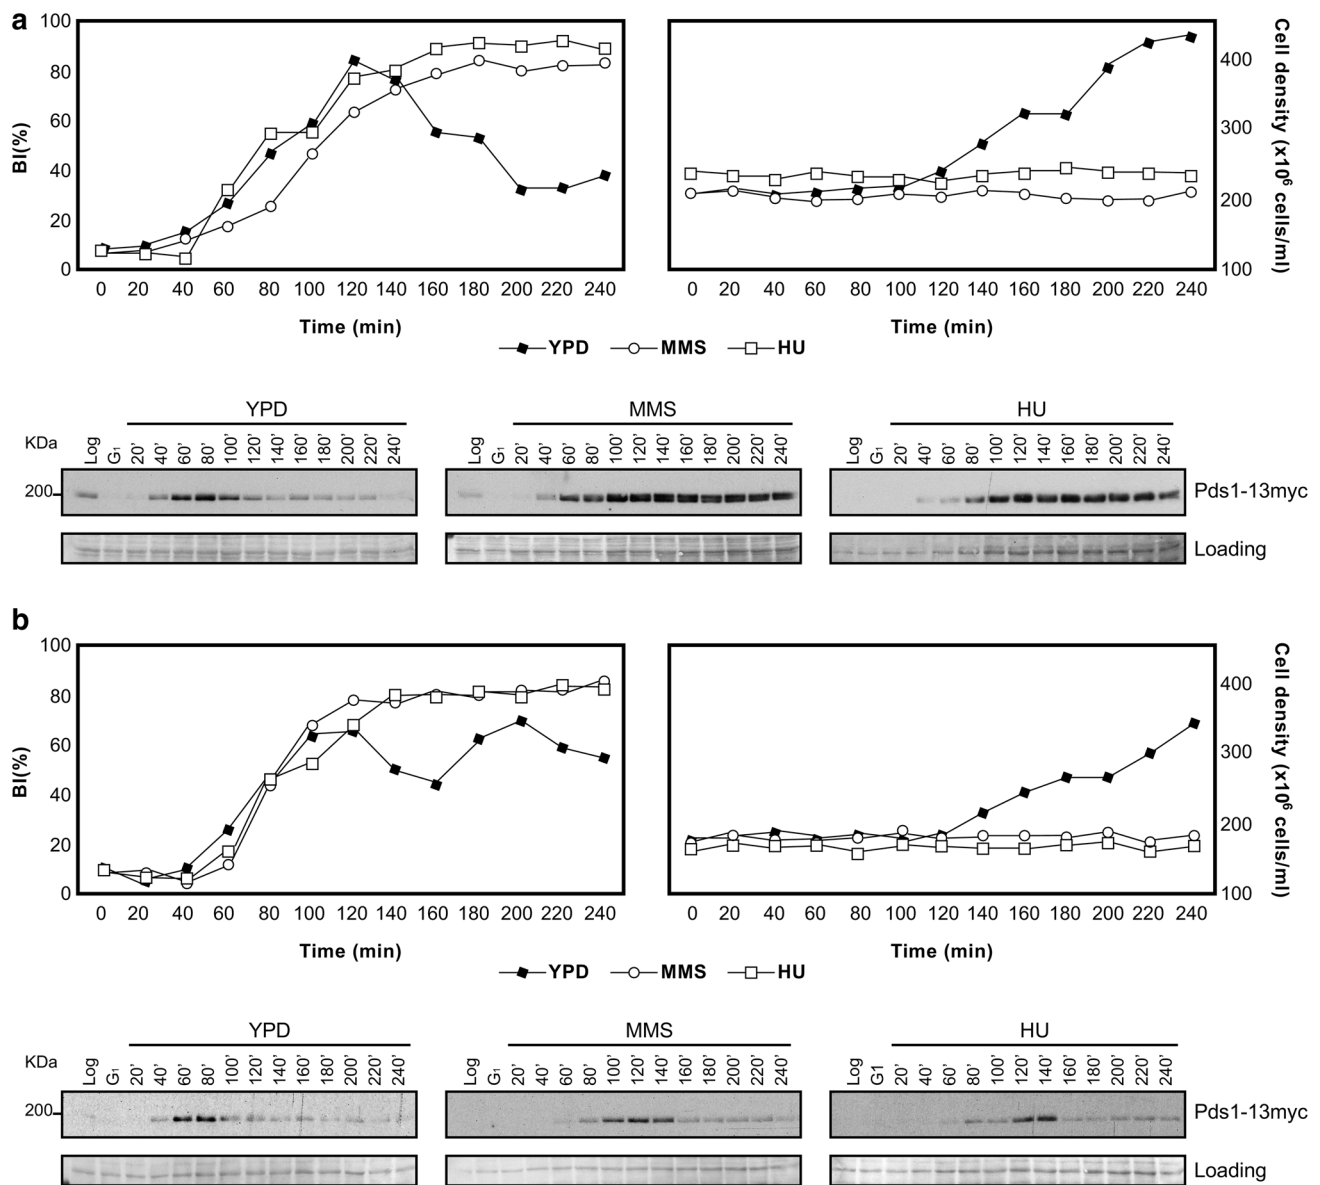 a
100
80
60
40
20
0
BI(%)
0 20 40 60 80 100 120 140 160 180 200 220 240
Time (min)
400
300
200
100
Cell density (x10⁶ cells/ml)
0 20 40 60 80 100 120 140 160 180 200 220 240
Time (min)
YPD MMS HU
YPD
KDa
Log G1 20' 40' 60' 80' 100' 120' 140' 160' 180' 200' 220' 240'
200
MMS
Log G1 20' 40' 60' 80' 100' 120' 140' 160' 180' 200' 220' 240'
HU
Log G1 20' 40' 60' 80' 100' 120' 140' 160' 180' 200' 220' 240'
Pds1-13myc
Loading
b
100
80
60
40
20
0
BI(%)
0 20 40 60 80 100 120 140 160 180 200 220 240
Time (min)
400
300
200
100
Cell density (x10⁶ cells/ml)
0 20 40 60 80 100 120 140 160 180 200 220 240
Time (min)
YPD MMS HU
YPD
KDa
Log G1 20' 40' 60' 80' 100' 120' 140' 160' 180' 200' 220' 240'
200
MMS
Log G1 20' 40' 60' 80' 100' 120' 140' 160' 180' 200' 220' 240'
HU
Log G1 20' 40' 60' 80' 100' 120' 140' 160' 180' 200' 220' 240'
Pds1-13myc
Loading